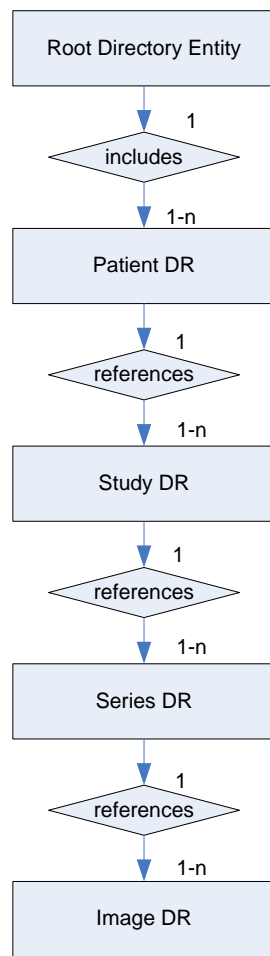 Root Directory Entity
1
includes
1-n
Patient DR
1
references
1-n
Study DR
1
references
1-n
Series DR
1
references
1-n
Image DR